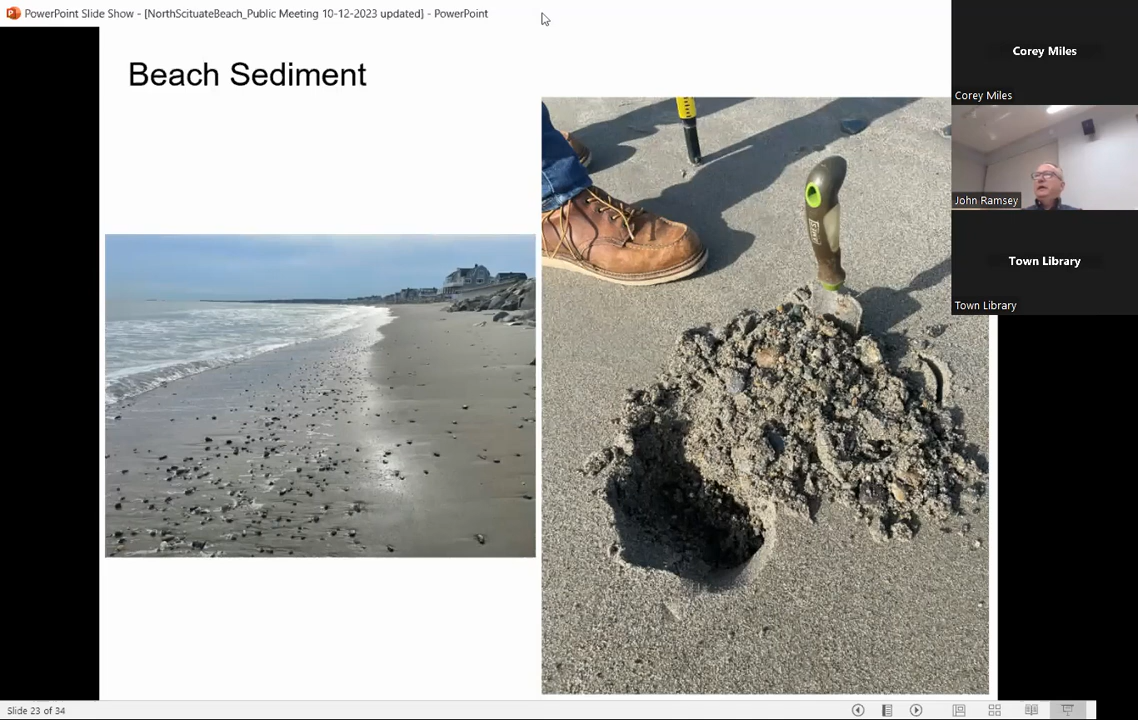 PowerPoint Slide Show - [NorthScituateBeach_Public Meeting 10-12-2023 updated] - PowerPoint
Beach Sediment
Corey Miles
Corey Miles
John Ramsey
Town Library
Town Library
Slide 23 of 34